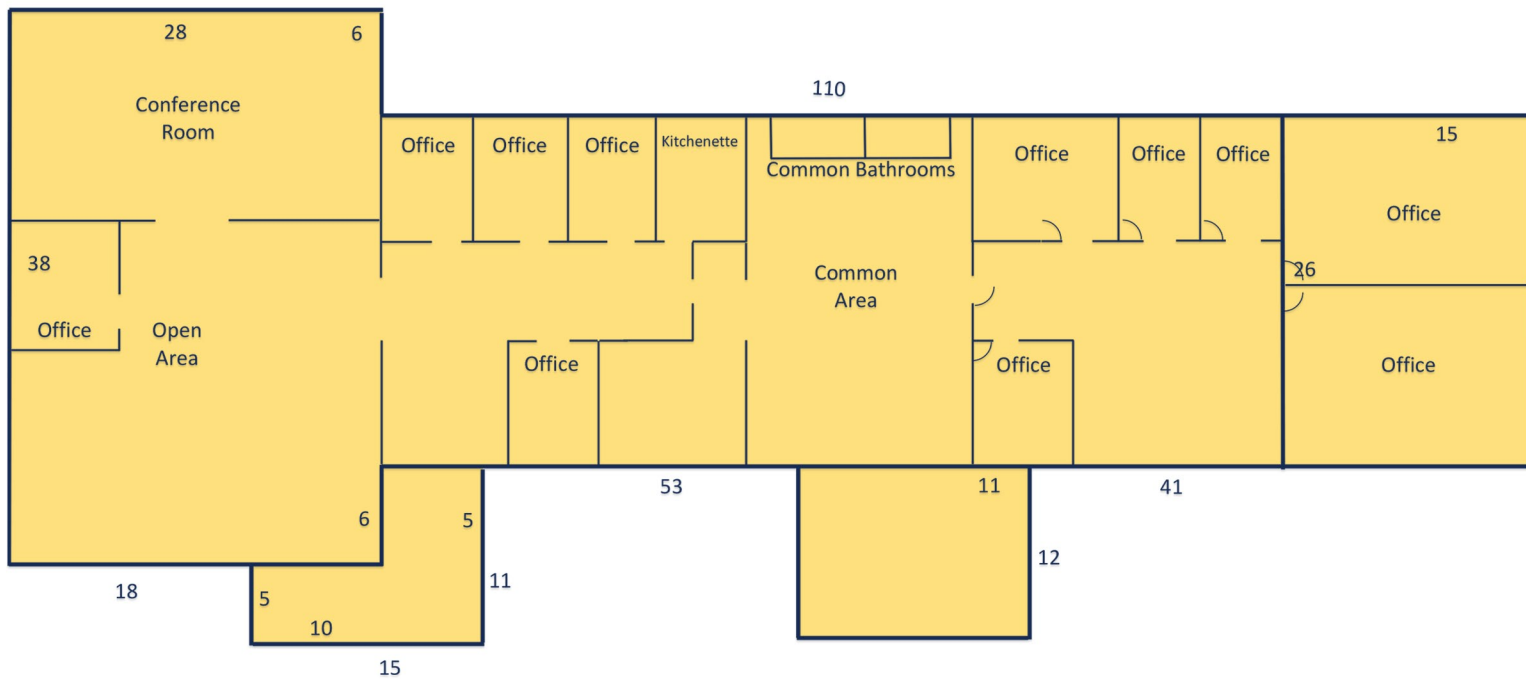 28
6
Conference
Room
110
Office
Office
Office
Kitchenette
Common Bathrooms
Office
Office
Office
15
Office
38
Office
Open
Area
Common
Area
26
Office
Office
Office
6
5
11
53
11
41
12
18
5
10
15